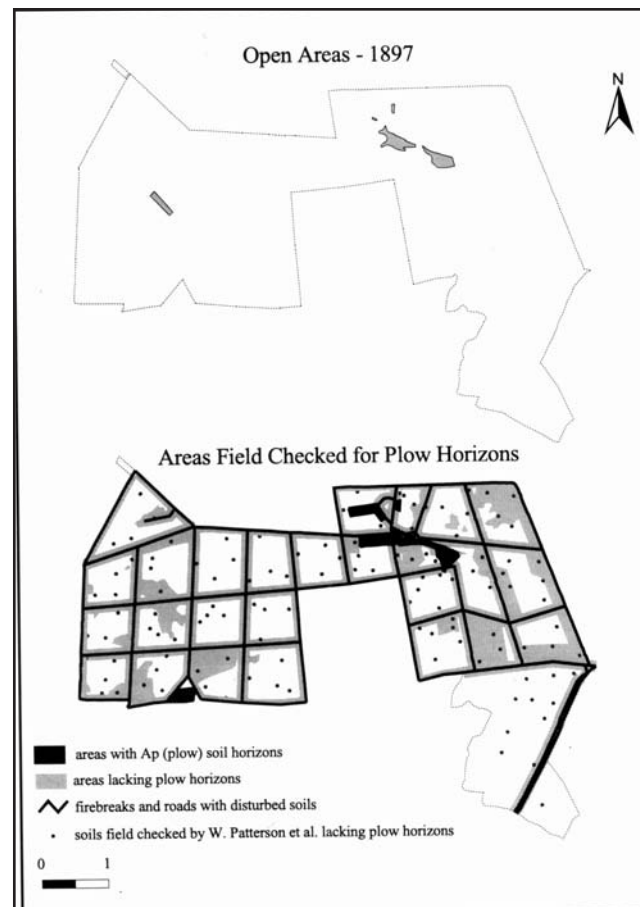 Open Areas - 1897
N
Areas Field Checked for Plow Horizons
areas with Ap (plow) soil horizons
areas lacking plow horizons
firebreaks and roads with disturbed soils
soils field checked by W. Patterson et al. lacking plow horizons
0 1